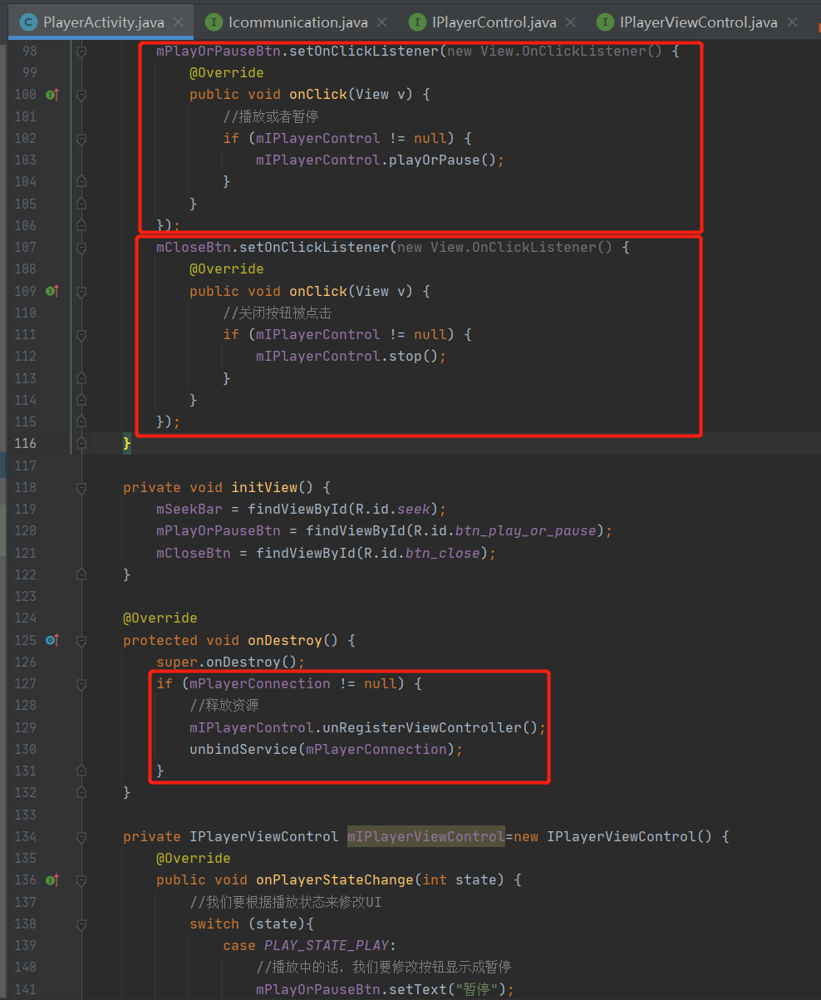 PlayerActivity.java Icommunication.java IPlayerControl.java IPlayerViewControl.java
98 mPlayOrPauseBtn.setOnClickListener(new View.OnClickListener() {
99 @Override
100 public void onClick(View v) {
101 //播放或者暂停
102 if (mIPlayerControl != null) {
103 mIPlayerControl.playOrPause();
104 }
105 }
106 });
107 mCloseBtn.setOnClickListener(new View.OnClickListener() {
108 @Override
109 public void onClick(View v) {
110 //关闭按钮被点击
111 if (mIPlayerControl != null) {
112 mIPlayerControl.stop();
113 }
114 }
115 });
116 }
117
118 private void initView() {
119 mSeekBar = findViewById(R.id.seek);
120 mPlayOrPauseBtn = findViewById(R.id.btn_play_or_pause);
121 mCloseBtn = findViewById(R.id.btn_close);
122 }
123
124 @Override
125 protected void onDestroy() {
126 super.onDestroy();
127 if (mPlayerConnection != null) {
128 //释放资源
129 mIPlayerControl.unRegisterViewController();
130 unbindService(mPlayerConnection);
131 }
132 }
133
134 private IPlayerViewControl mIPlayerViewControl=new IPlayerViewControl() {
135 @Override
136 public void onPlayerStateChange(int state) {
137 //我们要根据播放状态来修改UI
138 switch (state){
139 case PLAY_STATE_PLAY:
140 //播放中的话，我们要修改按钮显示成暂停
141 mPlayOrPauseBtn.setText("暂停");